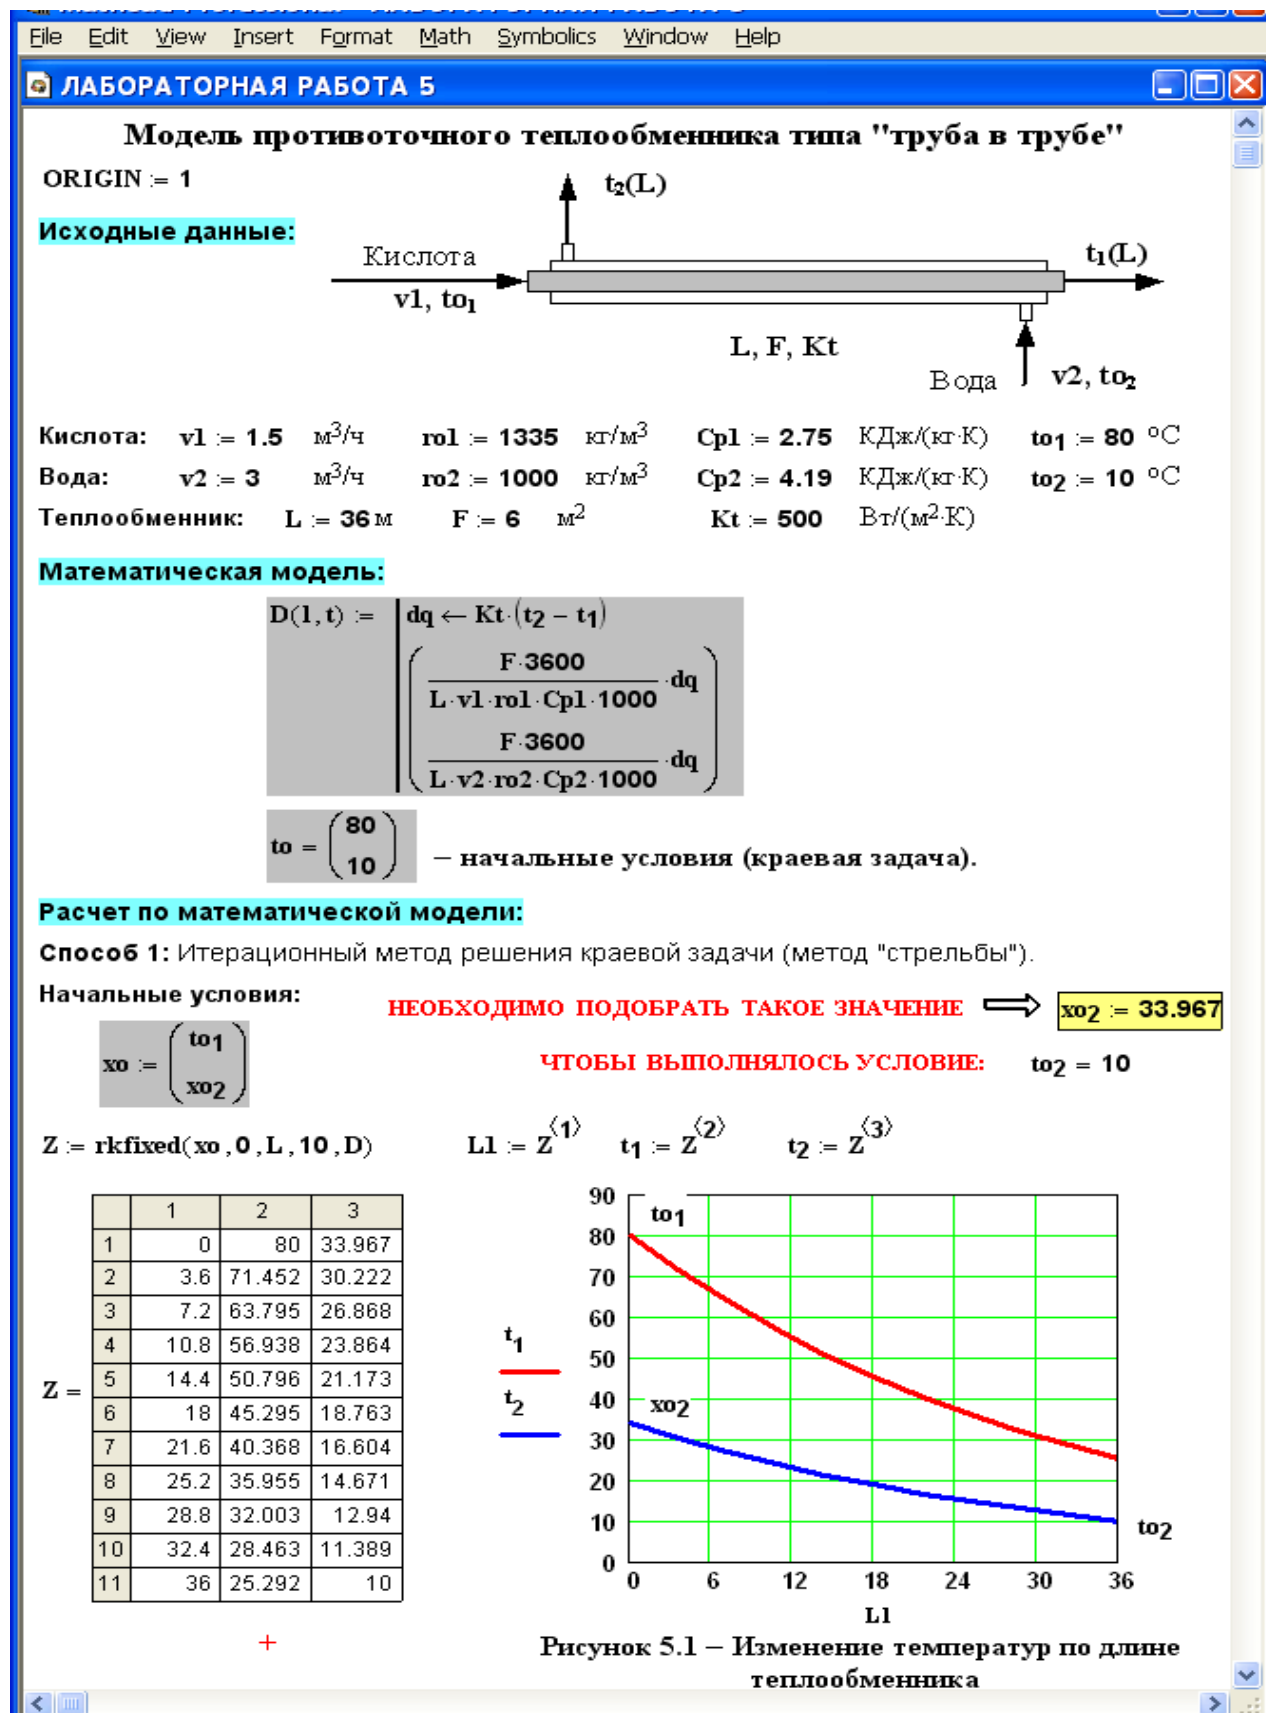 File Edit View Insert Format Math Symbolics Window Help
ЛАБОРАТОРНАЯ РАБОТА 5
Модель противоточного теплообменника типа "труба в трубе"
ORIGIN := 1
t₂(L)
Исходные данные:
Кислота
t₁(L)
v1, to₁
L, F, Kt
Вода
v2, to₂
Кислота: v1 := 1.5 м³/ч ro1 := 1335 кг/м³ Cp1 := 2.75 КДж/(кг·К) to₁ := 80 °C
Вода: v2 := 3 м³/ч ro2 := 1000 кг/м³ Cp2 := 4.19 КДж/(кг·К) to₂ := 10 °C
Теплообменник: L := 36 м F := 6 м² Kt := 500 Вт/(м²·К)
Математическая модель:
D(l,t) := dq ← Kt·(t₂ − t₁)
F·3600
L·v1·ro1·Cp1·1000 ·dq
F·3600
L·v2·ro2·Cp2·1000 ·dq
to = (80 10) – начальные условия (краевая задача).
Расчет по математической модели:
Способ 1: Итерационный метод решения краевой задачи (метод "стрельбы").
Начальные условия:
НЕОБХОДИМО ПОДОБРАТЬ ТАКОЕ ЗНАЧЕНИЕ ⇒ xo₂ := 33.967
xo := (to₁ xo₂)
ЧТОБЫ ВЫПОЛНЯЛОСЬ УСЛОВИЕ: to₂ = 10
Z := rkfixed(xo,0,L,10,D) L1 := Z⟨1⟩ t₁ := Z⟨2⟩ t₂ := Z⟨3⟩
Z =
1 2 3
1 0 80 33.967
2 3.6 71.452 30.222
3 7.2 63.795 26.868
4 10.8 56.938 23.864
5 14.4 50.796 21.173
6 18 45.295 18.763
7 21.6 40.368 16.604
8 25.2 35.955 14.671
9 28.8 32.003 12.94
10 32.4 28.463 11.389
11 36 25.292 10
t₁
t₂
90
80
70
60
50
40
30
20
10
0
to₁
xo₂
to₂
0 6 12 18 24 30 36
L1
Рисунок 5.1 – Изменение температур по длине
теплообменника